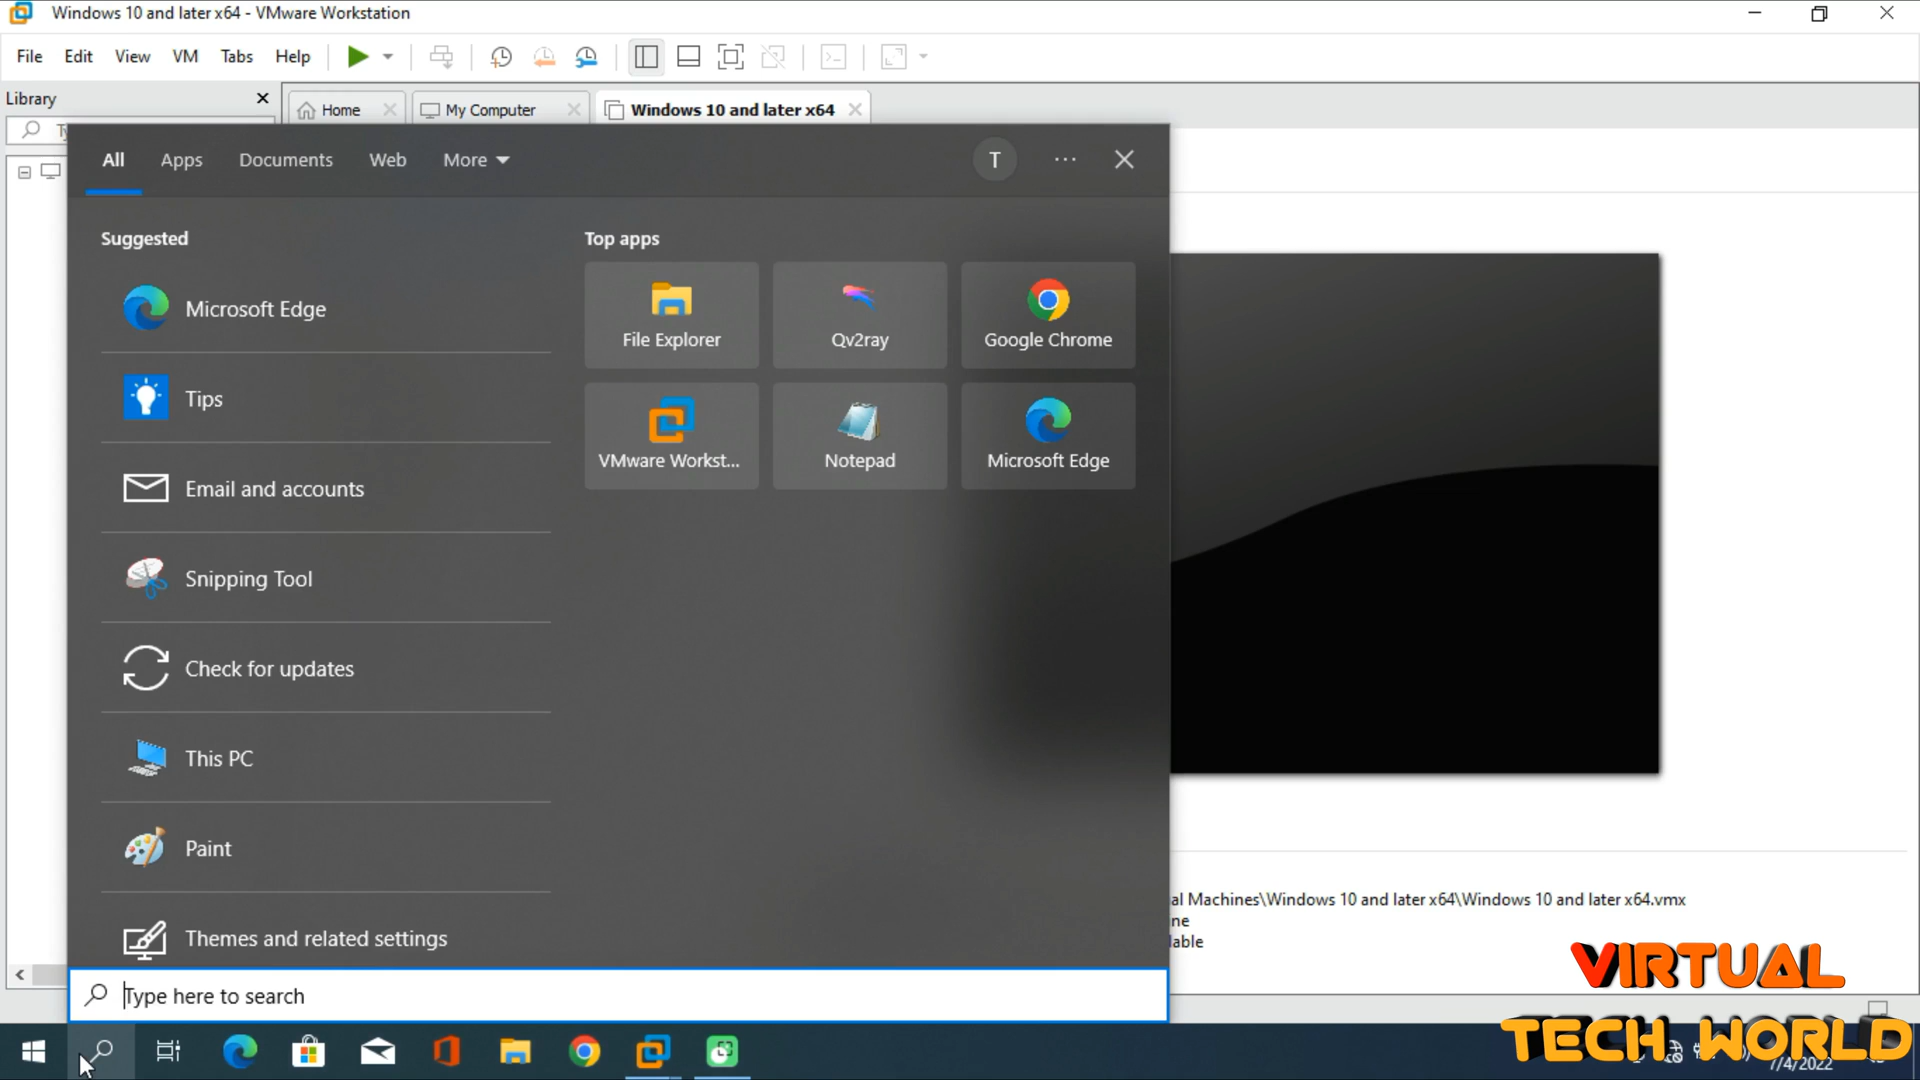 Windows 10 and later x64 - VMware Workstation
File Edit View VM Tabs Help
Library
Home
My Computer
Windows 10 and later x64
All Apps Documents Web More
T
Suggested
Microsoft Edge
Tips
Email and accounts
Snipping Tool
Check for updates
This PC
Paint
Themes and related settings
Top apps
File Explorer
Qv2ray
Google Chrome
VMware Workst...
Notepad
Microsoft Edge
al Machines\Windows 10 and later x64\Windows 10 and later x64.vmx
ne
lable
Type here to search
VIRTUAL
TECH WORLD
7/4/2022